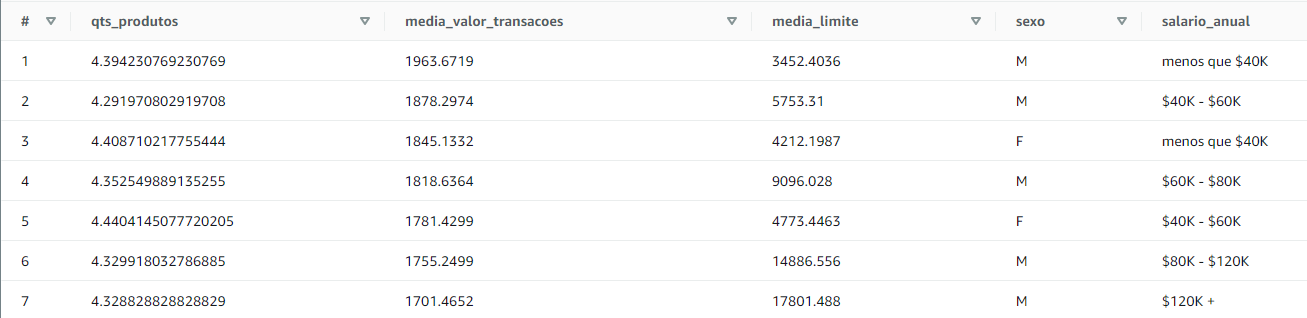 # qts_produtos media_valor_transacoes media_limite sexo salario_anual
1 4.394230769230769 1963.6719 3452.4036 M menos que $40K
2 4.291970802919708 1878.2974 5753.31 M $40K - $60K
3 4.408710217755444 1845.1332 4212.1987 F menos que $40K
4 4.352549889135255 1818.6364 9096.028 M $60K - $80K
5 4.4404145077720205 1781.4299 4773.4463 F $40K - $60K
6 4.329918032786885 1755.2499 14886.556 M $80K - $120K
7 4.328828828828829 1701.4652 17801.488 M $120K +